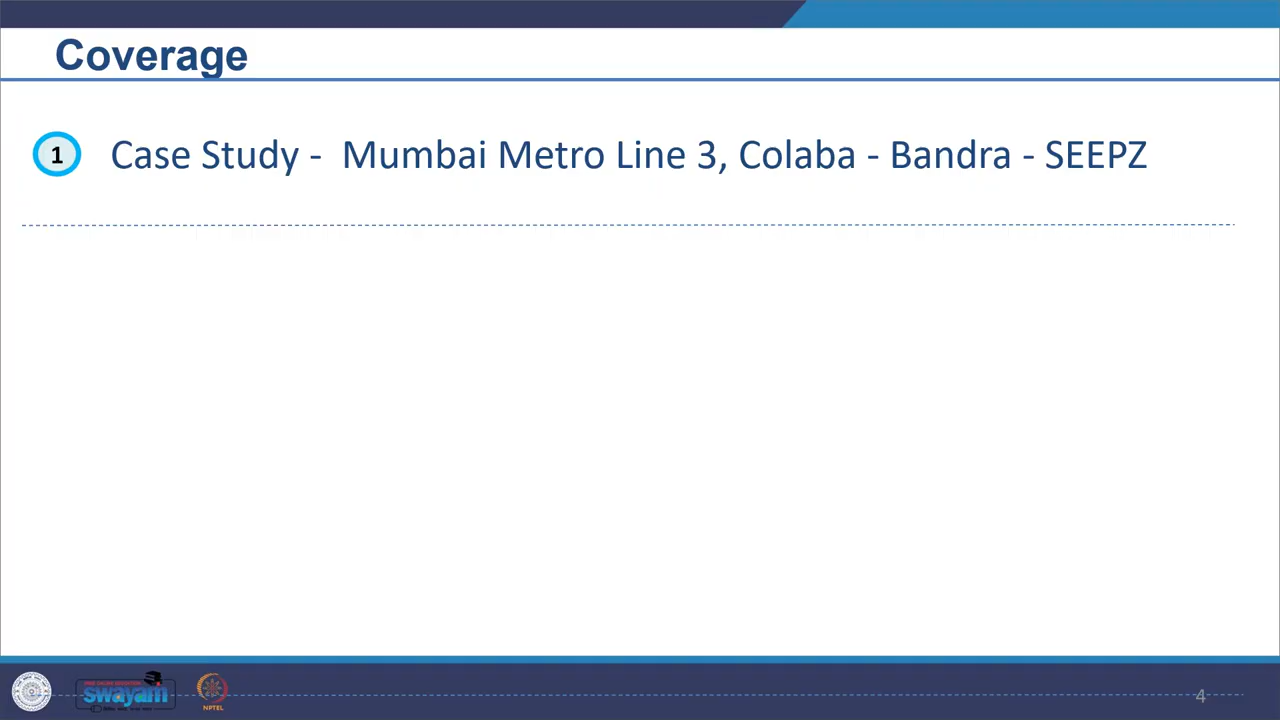 Coverage
1 Case Study - Mumbai Metro Line 3, Colaba - Bandra - SEEPZ
swayam
NPTEL
4